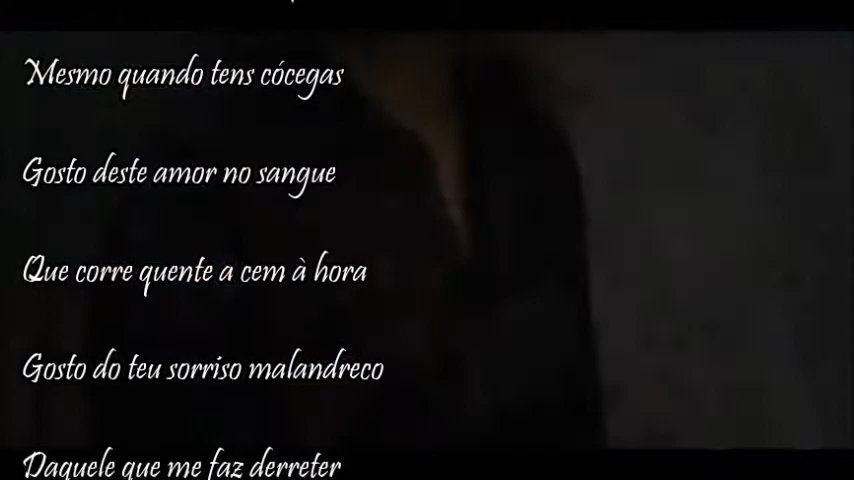 Mesmo quando tens cócegas
Gosto deste amor no sangue
Que corre quente a cem à hora
Gosto do teu sorriso malandreco
Daquele que me faz derreter